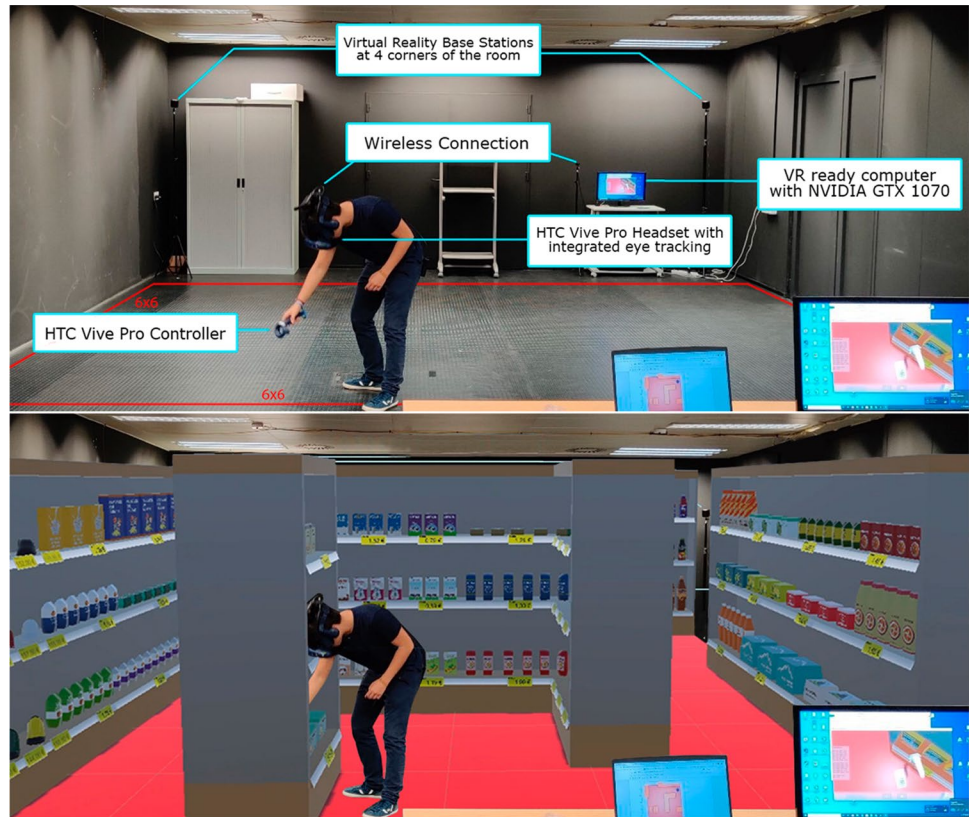 Virtual Reality Base Stations
at 4 corners of the room
Wireless Connection
VR ready computer
with NVIDIA GTX 1070
HTC Vive Pro Headset with
integrated eye tracking
6x6
HTC Vive Pro Controller
6x6